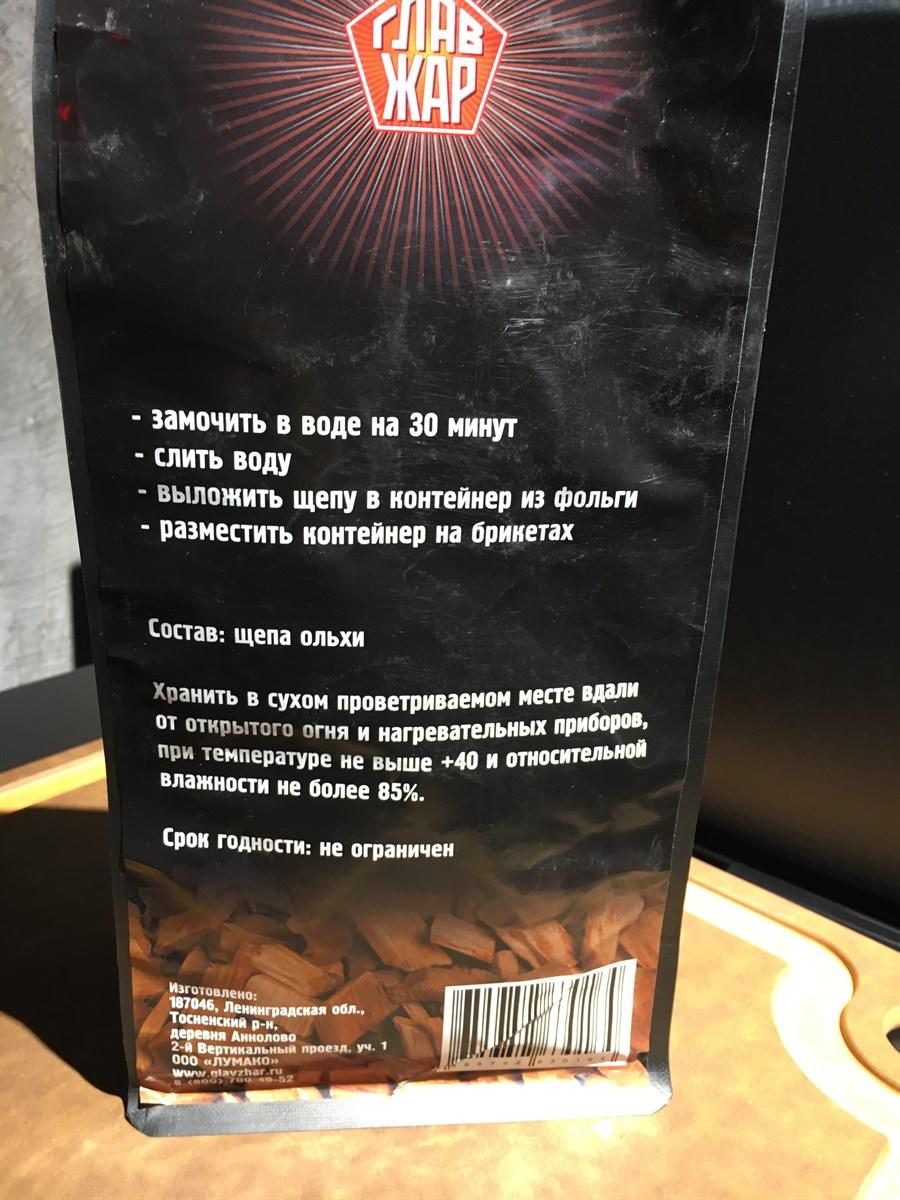 ГЛАВ
ЖАР
- замочить в воде на 30 минут
- слить воду
- выложить щепу в контейнер из фольги
- разместить контейнер на брикетах
Состав: щепа ольхи
Хранить в сухом проветриваемом месте вдали
от открытого огня и нагревательных приборов,
при температуре не выше +40 и относительной
влажности не более 85%.
Срок годности: не ограничен
Изготовлено:
187046, Ленинградская обл.,
Тосненский р-н,
деревня Аннолово
2-й Вертикальный проезд, уч. 1
ООО «ЛУМАКО»
www.glavzhar.ru